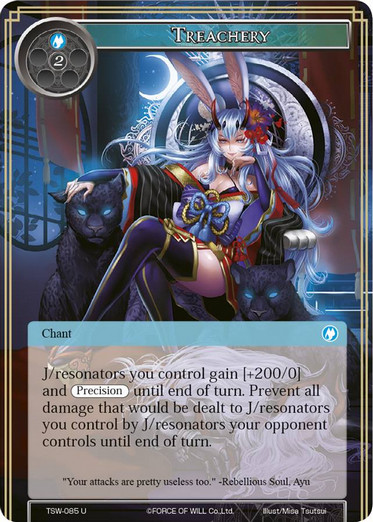 TREACHERY
2
Chant
J/resonators you control gain [+200/0]
and Precision until end of turn. Prevent all
damage that would be dealt to J/resonators
you control by J/resonators your opponent
controls until end of turn.
"Your attacks are pretty useless too." -Rebellious Soul, Ayu
TSW-085 U ©FORCE OF WILL Co.,Ltd. Illust/Misa Tsutsui